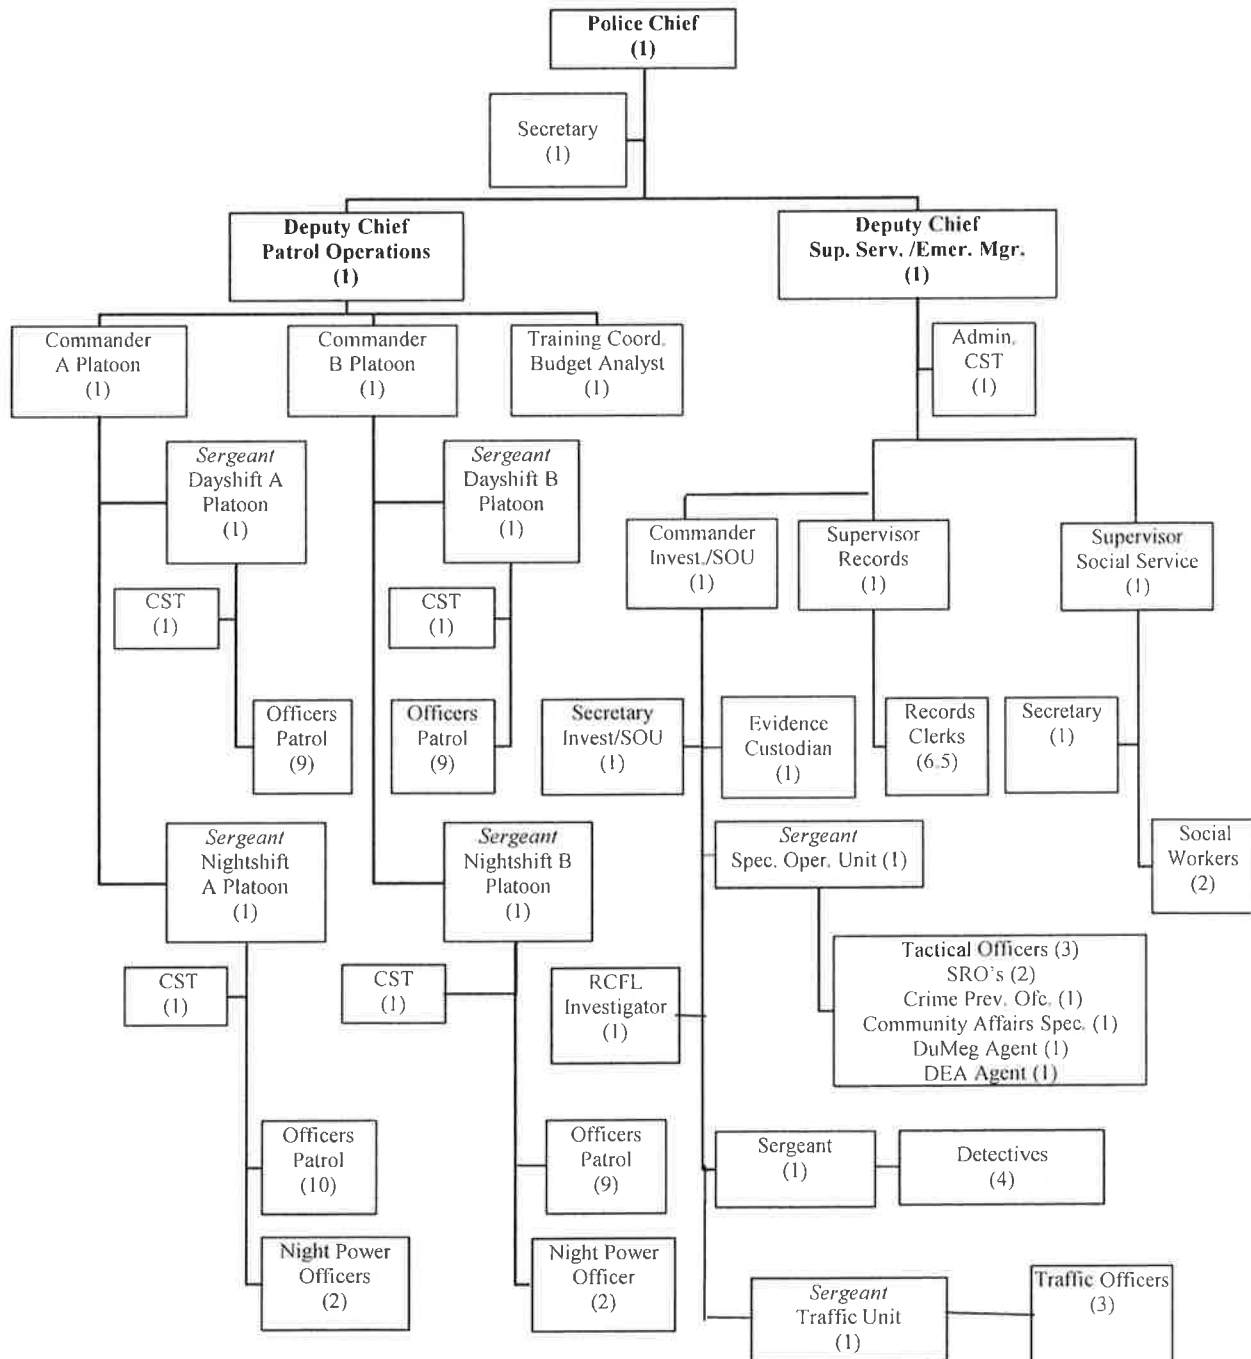 Police Chief
(1)
Secretary
(1)
Deputy Chief
Patrol Operations
(1)
Deputy Chief
Sup. Serv. /Emer. Mgr.
(1)
Commander
A Platoon
(1)
Commander
B Platoon
(1)
Training Coord.
Budget Analyst
(1)
Admin.
CST
(1)
Sergeant
Dayshift A
Platoon
(1)
Sergeant
Dayshift B
Platoon
(1)
Commander
Invest./SOU
(1)
Supervisor
Records
(1)
Supervisor
Social Service
(1)
CST
(1)
CST
(1)
Officers
Patrol
(9)
Officers
Patrol
(9)
Secretary
Invest/SOU
(1)
Evidence
Custodian
(1)
Records
Clerks
(6.5)
Secretary
(1)
Sergeant
Nightshift
A Platoon
(1)
Sergeant
Nightshift B
Platoon
(1)
Sergeant
Spec. Oper. Unit (1)
Social
Workers
(2)
CST
(1)
CST
(1)
RCFL
Investigator
(1)
Tactical Officers (3)
SRO's (2)
Crime Prev. Ofc. (1)
Community Affairs Spec. (1)
DuMeg Agent (1)
DEA Agent (1)
Officers
Patrol
(10)
Officers
Patrol
(9)
Sergeant
(1)
Detectives
(4)
Night Power
Officers
(2)
Night Power
Officer
(2)
Sergeant
Traffic Unit
(1)
Traffic Officers
(3)